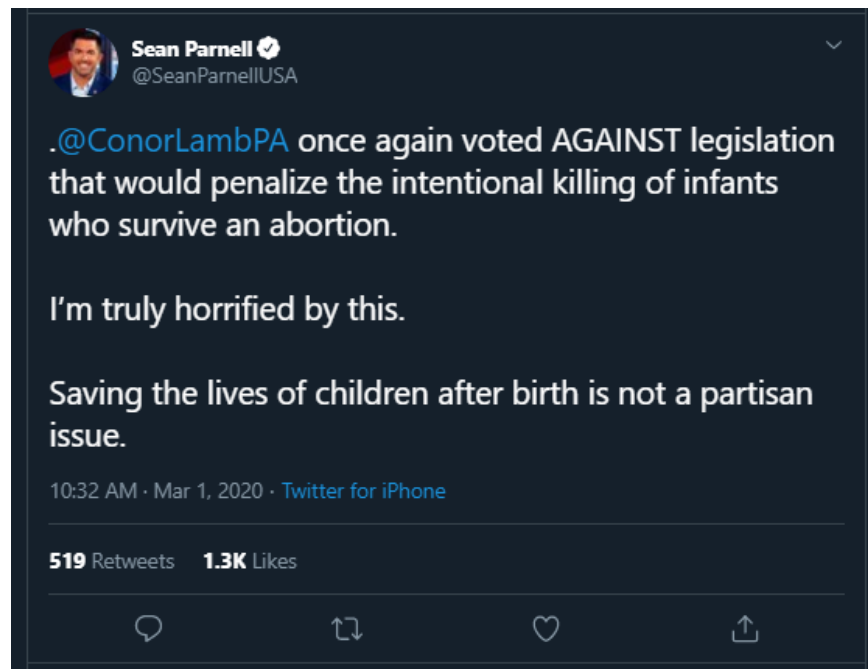 Sean Parnell
@SeanParnellUSA
.@ConorLambPA once again voted AGAINST legislation
that would penalize the intentional killing of infants
who survive an abortion.
I’m truly horrified by this.
Saving the lives of children after birth is not a partisan
issue.
10:32 AM · Mar 1, 2020 · Twitter for iPhone
519 Retweets 1.3K Likes